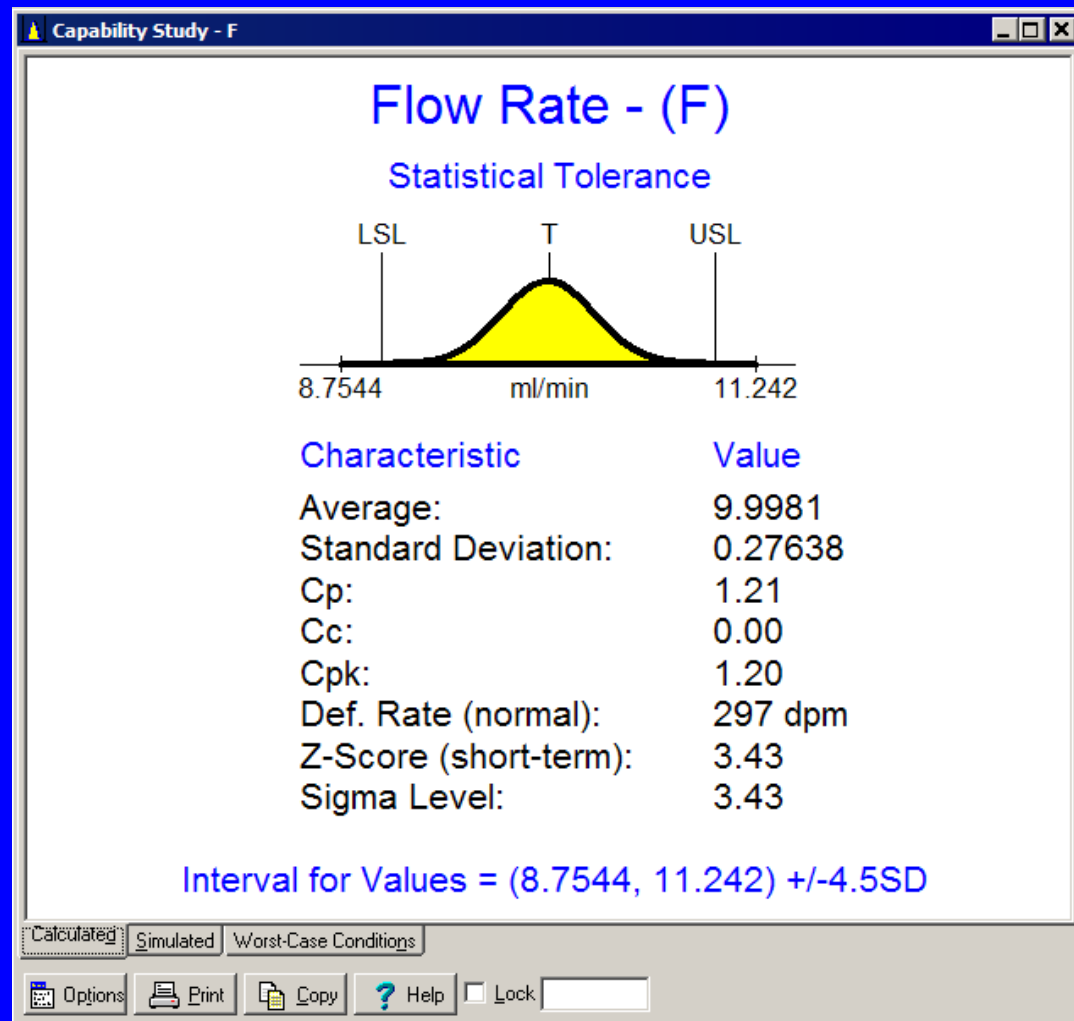 Capability Study - F
Flow Rate - (F)
Statistical Tolerance
LSL T USL
8.7544 ml/min 11.242
Characteristic Value
Average: 9.9981
Standard Deviation: 0.27638
Cp: 1.21
Cc: 0.00
Cpk: 1.20
Def. Rate (normal): 297 dpm
Z-Score (short-term): 3.43
Sigma Level: 3.43
Interval for Values = (8.7544, 11.242) +/-4.5SD
Calculated Simulated Worst-Case Conditions
Options Print Copy Help Lock